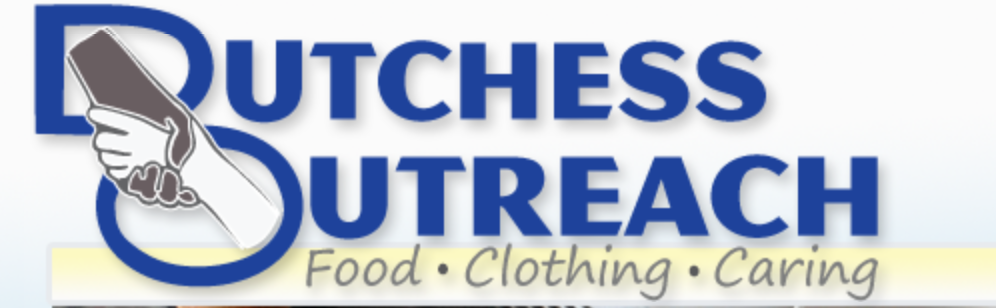 DUTCHESS
OUTREACH
Food • Clothing • Caring